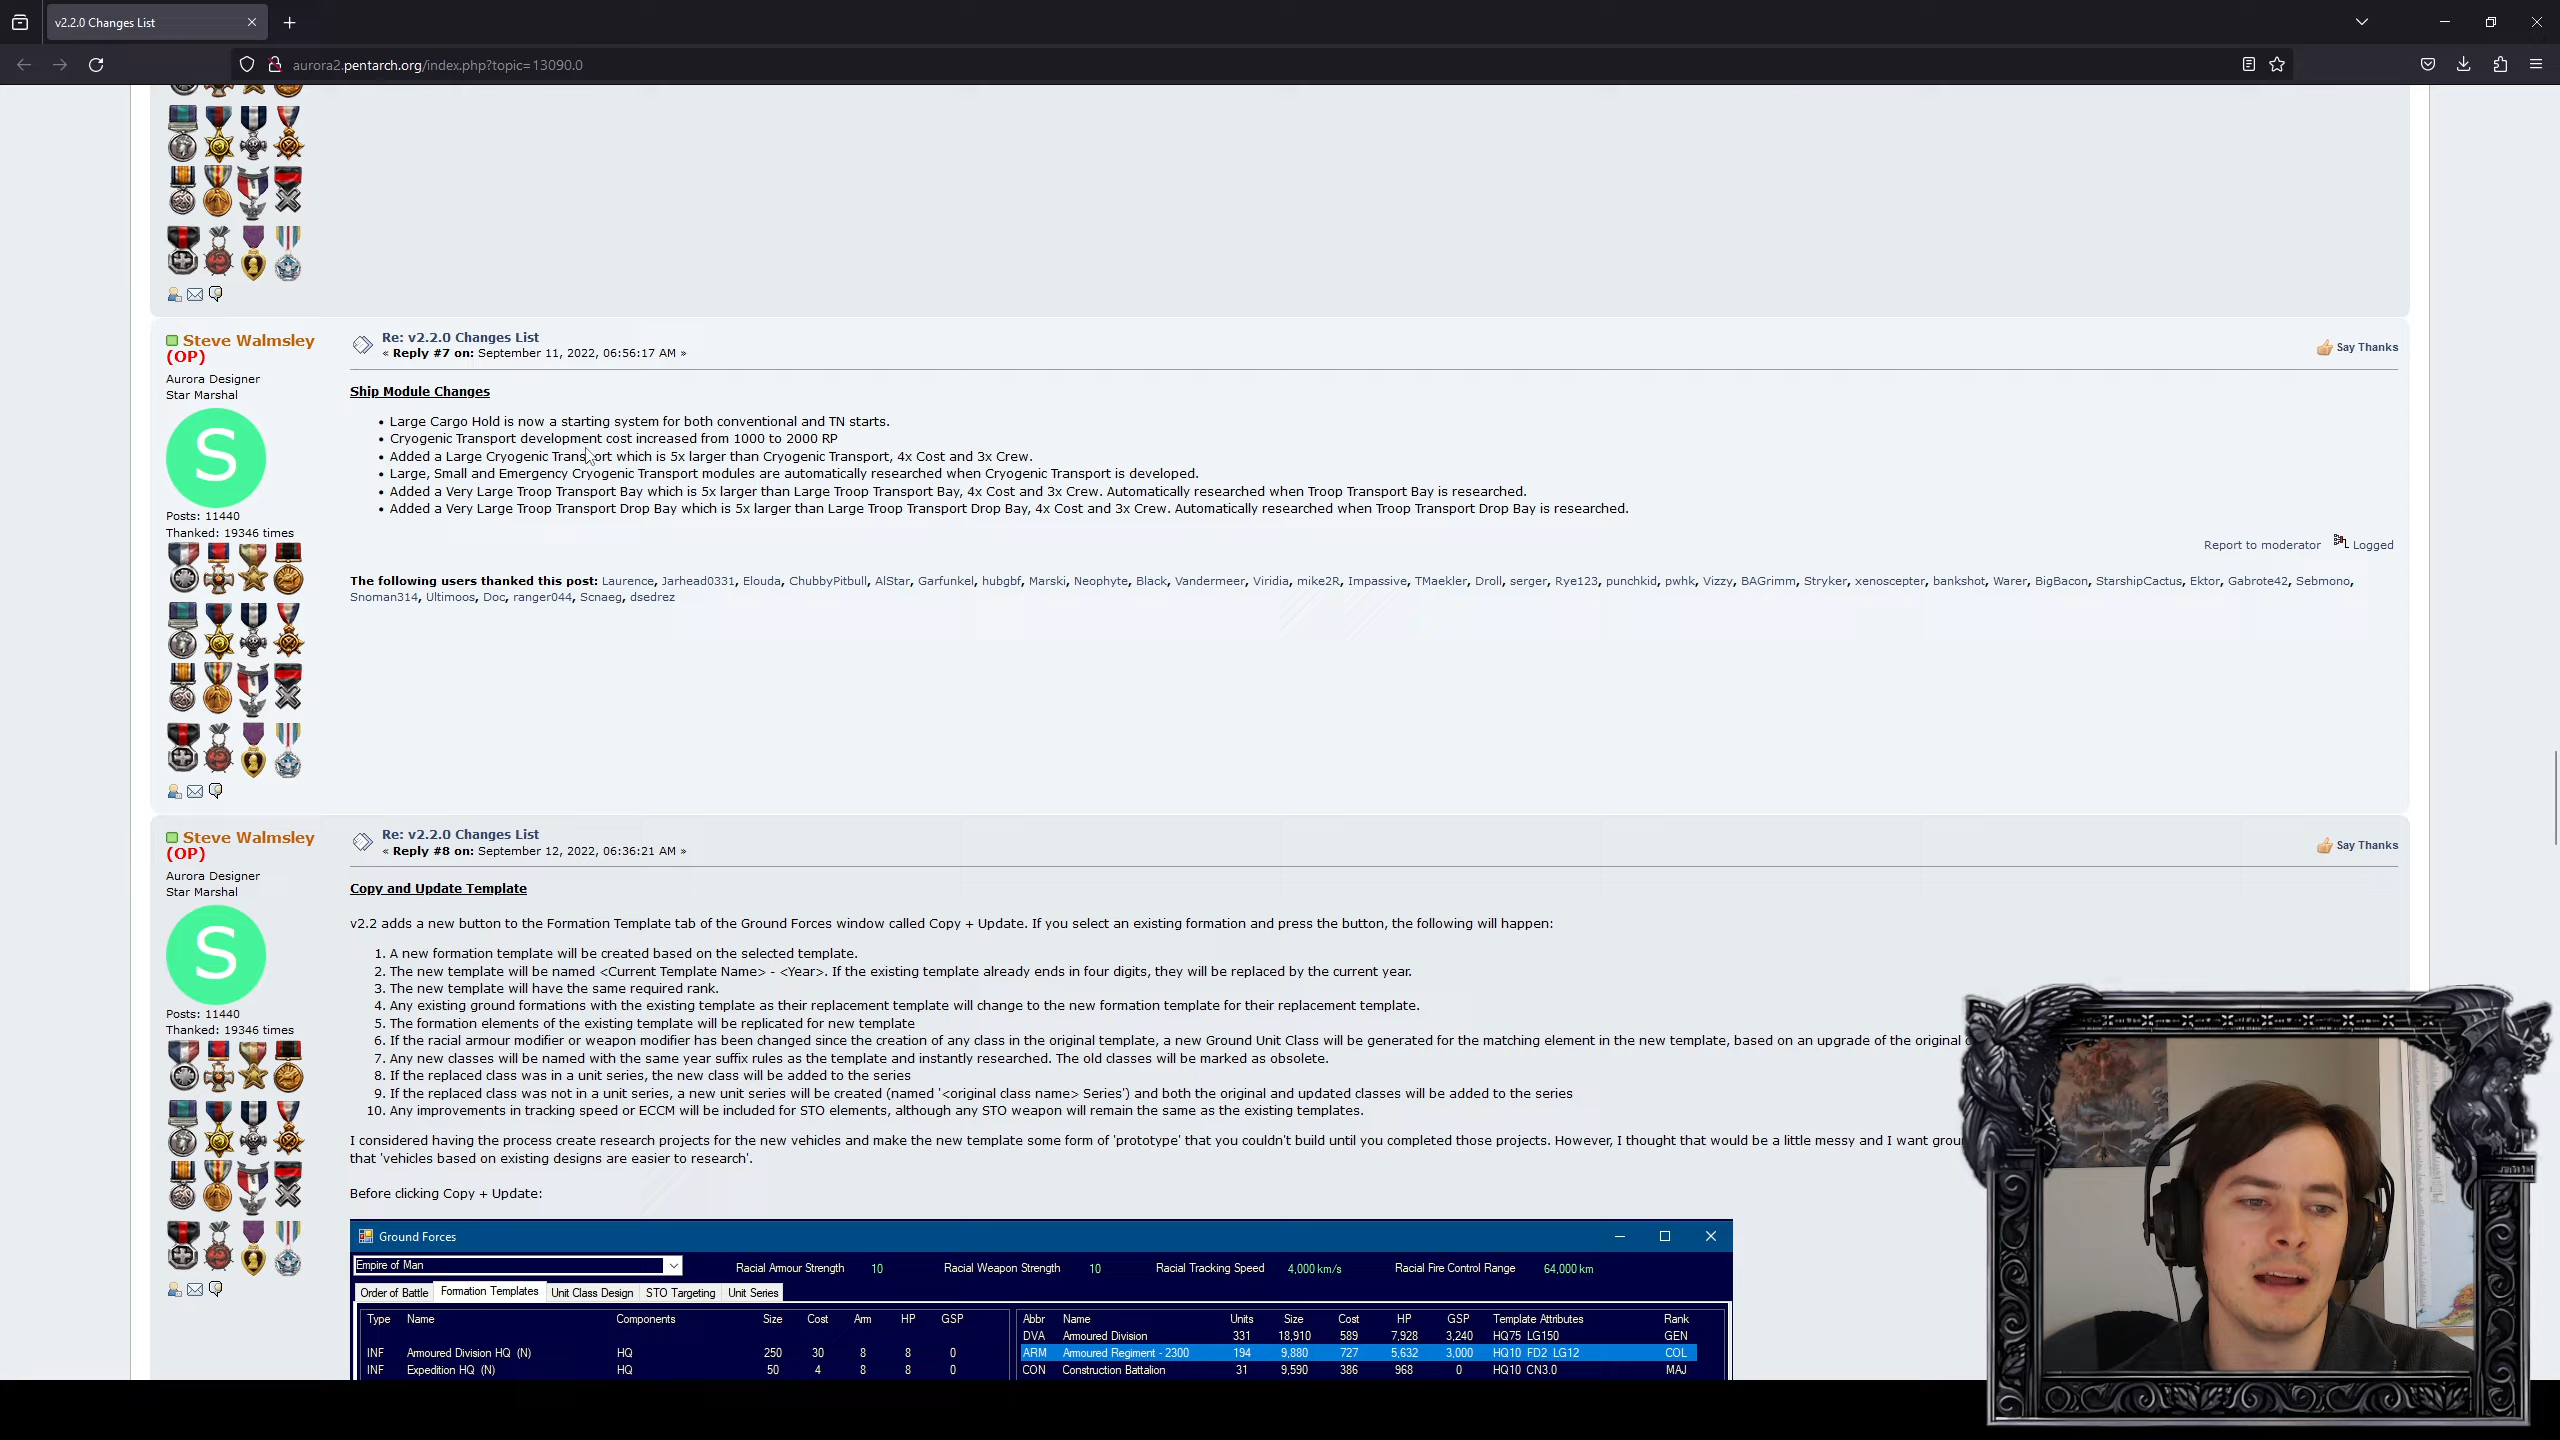 v2.2.0 Changes List
aurora2.pentarch.org/index.php?topic=13090.0
Steve Walmsley
(OP)
Aurora Designer
Star Marshal
S
Posts: 11440
Thanked: 19346 times
Re: v2.2.0 Changes List
« Reply #7 on: September 11, 2022, 06:56:17 AM »
Say Thanks
Ship Module Changes
• Large Cargo Hold is now a starting system for both conventional and TN starts.
• Cryogenic Transport development cost increased from 1000 to 2000 RP
• Added a Large Cryogenic Transport which is 5x larger than Cryogenic Transport, 4x Cost and 3x Crew.
• Large, Small and Emergency Cryogenic Transport modules are automatically researched when Cryogenic Transport is developed.
• Added a Very Large Troop Transport Bay which is 5x larger than Large Troop Transport Bay, 4x Cost and 3x Crew. Automatically researched when Troop Transport Bay is researched.
• Added a Very Large Troop Transport Drop Bay which is 5x larger than Large Troop Transport Drop Bay, 4x Cost and 3x Crew. Automatically researched when Troop Transport Drop Bay is researched.
Report to moderator Logged
The following users thanked this post: Laurence, Jarhead0331, Elouda, ChubbyPitbull, AlStar, Garfunkel, hubgbf, Marski, Neophyte, Black, Vandermeer, Viridia, mike2R, Impassive, TMaekler, Droll, serger, Rye123, punchkid, pwhk, Vizzy, BAGrimm, Stryker, xenoscepter, bankshot, Warer, BigBacon, StarshipCactus, Ektor, Gabrote42, Sebmono,
Snoman314, Ultimoos, Doc, ranger044, Scnaeg, dsedrez
Steve Walmsley
(OP)
Aurora Designer
Star Marshal
S
Posts: 11440
Thanked: 19346 times
Re: v2.2.0 Changes List
« Reply #8 on: September 12, 2022, 06:36:21 AM »
Say Thanks
Copy and Update Template
v2.2 adds a new button to the Formation Template tab of the Ground Forces window called Copy + Update. If you select an existing formation and press the button, the following will happen:
1. A new formation template will be created based on the selected template.
2. The new template will be named <Current Template Name> - <Year>. If the existing template already ends in four digits, they will be replaced by the current year.
3. The new template will have the same required rank.
4. Any existing ground formations with the existing template as their replacement template will change to the new formation template for their replacement template.
5. The formation elements of the existing template will be replicated for new template
6. If the racial armour modifier or weapon modifier has been changed since the creation of any class in the original template, a new Ground Unit Class will be generated for the matching element in the new template, based on an upgrade of the original
7. Any new classes will be named with the same year suffix rules as the template and instantly researched. The old classes will be marked as obsolete.
8. If the replaced class was in a unit series, the new class will be added to the series
9. If the replaced class was not in a unit series, a new unit series will be created (named '<original class name> Series') and both the original and updated classes will be added to the series
10. Any improvements in tracking speed or ECCM will be included for STO elements, although any STO weapon will remain the same as the existing templates.
I considered having the process create research projects for the new vehicles and make the new template some form of 'prototype' that you couldn't build until you completed those projects. However, I thought that would be a little messy and I want
that 'vehicles based on existing designs are easier to research'.
Before clicking Copy + Update:
Ground Forces
Empire of Man Racial Armour Strength 10 Racial Weapon Strength 10 Racial Tracking Speed 4,000 km/s Racial Fire Control Range 64,000 km
Order of Battle Formation Templates Unit Class Design STO Targeting Unit Series
Type Name Components Size Cost Arm HP GSP
INF Armoured Division HQ (N) HQ 250 30 8 8 0
INF Expedition HQ (N) HQ 50 4 8 8 0
Abbr Name Units Size Cost HP GSP Template Attributes Rank
DVA Armoured Division 331 18,910 589 7,928 3,240 HQ75 LG150 GEN
ARM Armoured Regiment - 2300 194 9,880 727 5,632 3,000 HQ10 FD2 LG12 COL
CON Construction Battalion 31 9,590 386 968 0 HQ10 CN3.0 MAJ